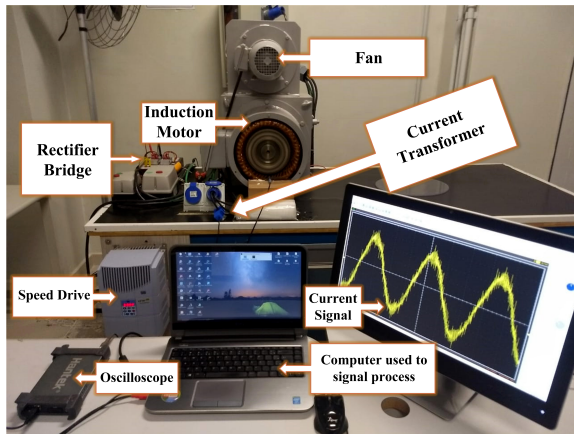 Fan
Induction
Motor
Current
Transformer
Rectifier
Bridge
Speed Drive
Current
Signal
Computer used to
signal process
Oscilloscope
Hantek